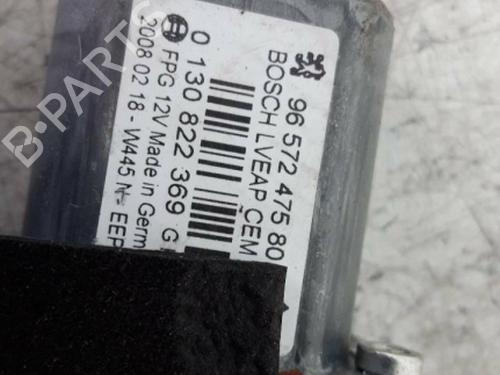 96 572 475 80
BOSCH LVEAP CEM
0 130 822 369 G
FPG 12V Made in Germ
2008 02 18 - W445 N - EEP
B-PARTS